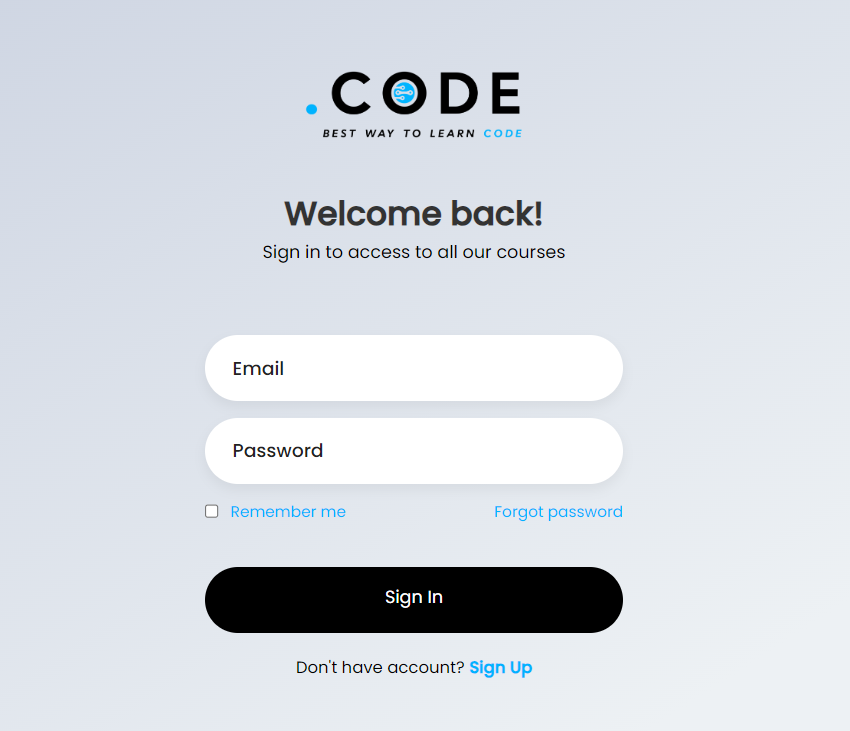 .CODE
BEST WAY TO LEARN CODE
Welcome back!
Sign in to access to all our courses
Email
Password
Remember me
Forgot password
Sign In
Don't have account? Sign Up